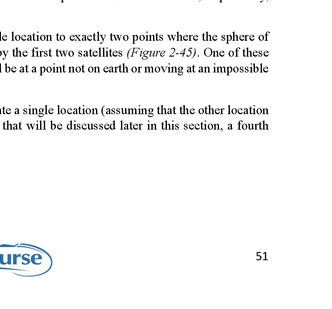 le location to exactly two points where the sphere of
y the first two satellites (Figure 2-45). One of these
be at a point not on earth or moving at an impossible
te a single location (assuming that the other location
that will be discussed later in this section, a fourth
urse
51